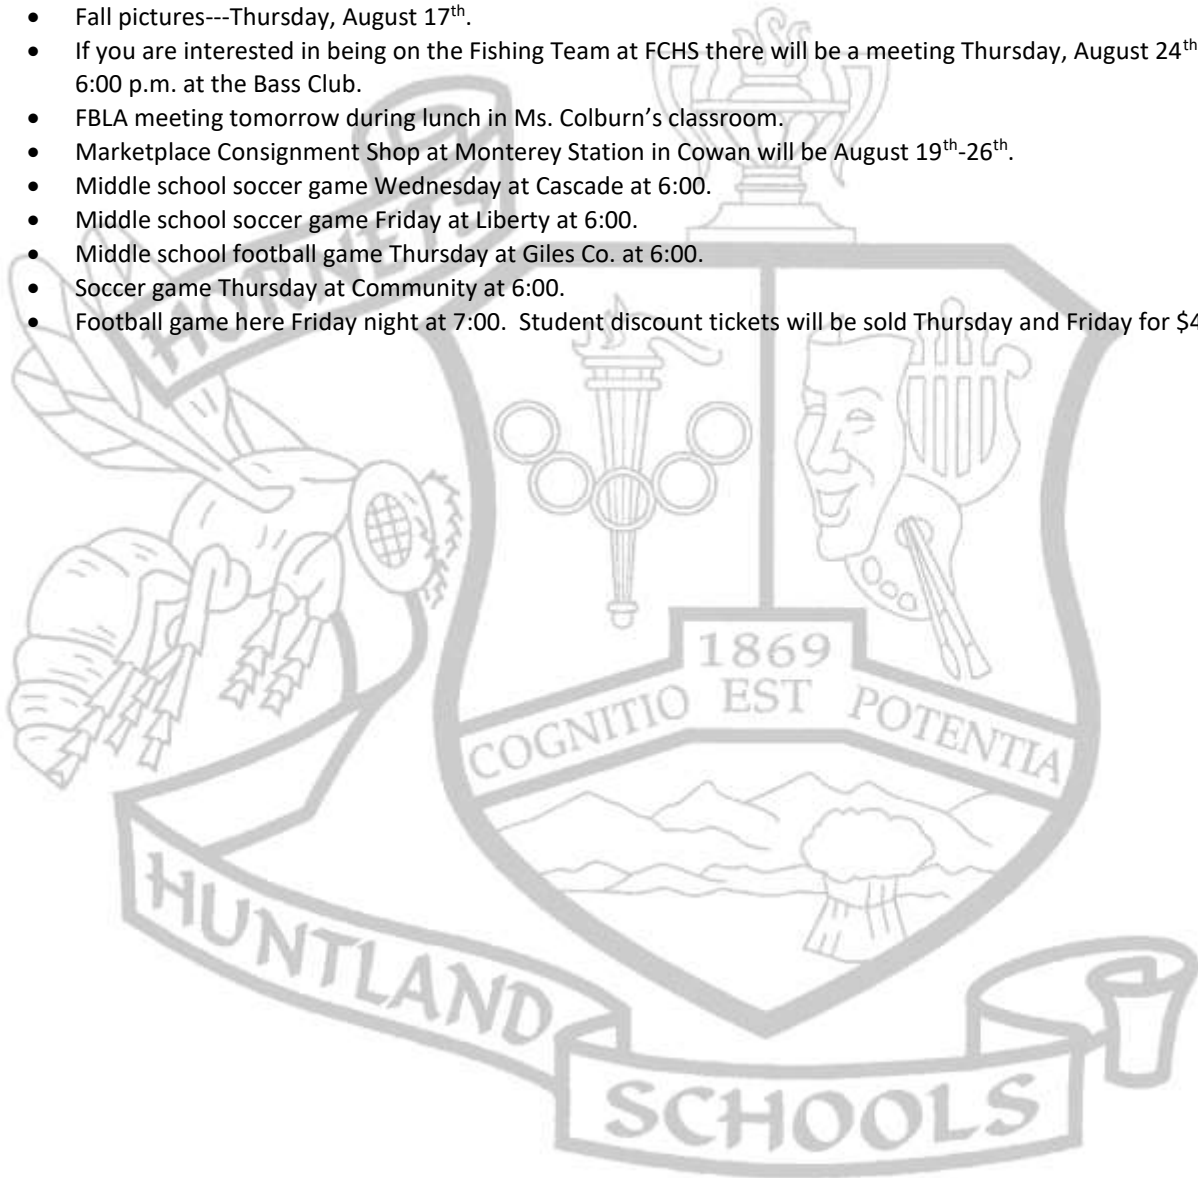 • Fall pictures---Thursday, August 17th.
• If you are interested in being on the Fishing Team at FCHS there will be a meeting Thursday, August 24th
6:00 p.m. at the Bass Club.
• FBLA meeting tomorrow during lunch in Ms. Colburn’s classroom.
• Marketplace Consignment Shop at Monterey Station in Cowan will be August 19th-26th.
• Middle school soccer game Wednesday at Cascade at 6:00.
• Middle school soccer game Friday at Liberty at 6:00.
• Middle school football game Thursday at Giles Co. at 6:00.
• Soccer game Thursday at Community at 6:00.
• Football game here Friday night at 7:00.  Student discount tickets will be sold Thursday and Friday for $4
HORNETS
1869
COGNITIO EST POTENTIA
HUNTLAND
SCHOOLS